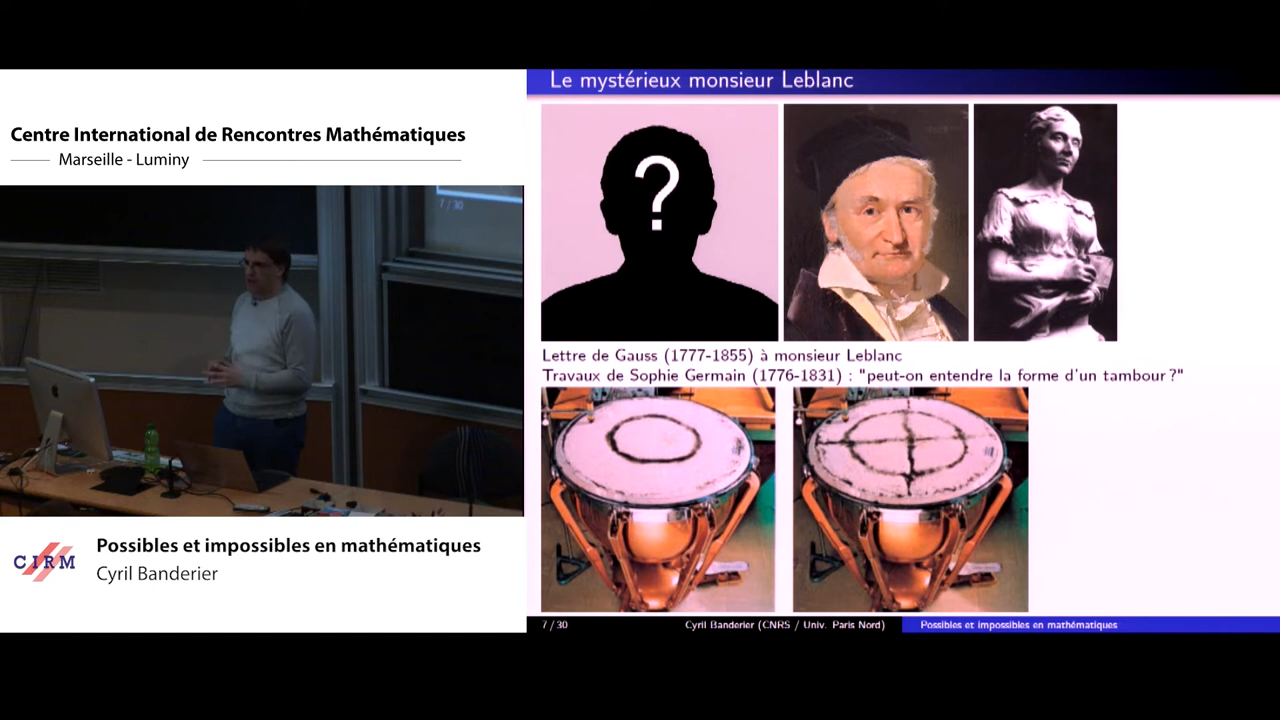 Centre International de Rencontres Mathématiques
Marseille - Luminy
7 / 30
CIRM
Possibles et impossibles en mathématiques
Cyril Banderier
Le mystérieux monsieur Leblanc
?
Lettre de Gauss (1777-1855) à monsieur Leblanc
Travaux de Sophie Germain (1776-1831) : "peut-on entendre la forme d'un tambour ?"
7 / 30
Cyril Banderier (CNRS / Univ. Paris Nord)
Possibles et impossibles en mathématiques